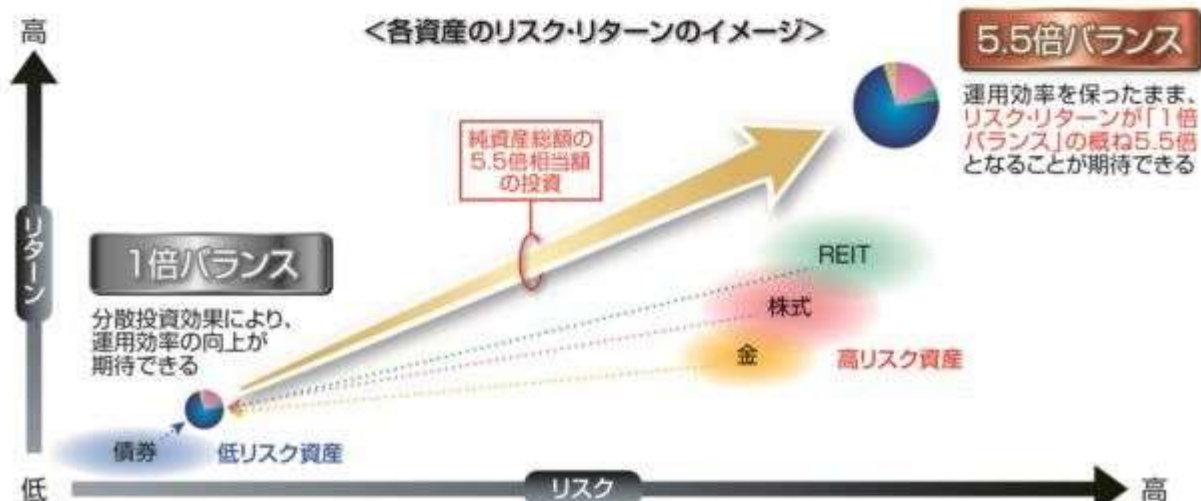 高
<各資産のリスク・リターンのイメージ>
5.5倍バランス
運用効率を保ったまま、
リスク・リターンが「1倍
バランス」の概ね5.5倍
となることが期待できる
純資産総額の
5.5倍相当額
の投資
リターン
1倍バランス
分散投資効果により、
運用効率の向上が
期待できる
REIT
株式
金
高リスク資産
債券
低リスク資産
低
リスク
高